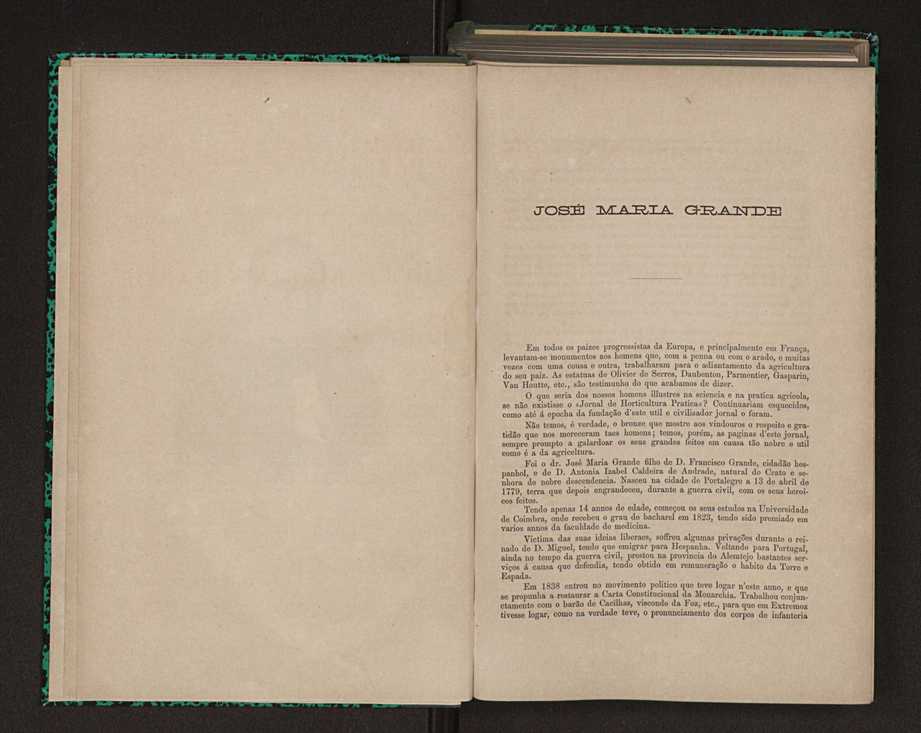 JOSÉ MARIA GRANDE
Em todos os paizes progressistas da Europa, e principalmente em França,
levantam-se monumentos aos homens que, com a penna ou com o arado, e muitas
vezes com uma cousa e outra, trabalharam para o adiantamento da agricultura
do seu paiz. As estatuas de Olivier de Serres, Daubenton, Parmentier, Gasparin,
Van Houtte, etc., são testimunho do que acabamos de dizer.
O que seria dos nossos homens illustres na sciencia e na pratica agricola,
se não existisse o «Jornal de Horticultura Pratica»? Continuariam esquecidos,
como até á epocha da fundação d'este util e civilisador jornal o foram.
Não temos, é verdade, o bronze que mostre aos vindouros o respeito e gra-
tidão que nos mereceram taes homens; temos, porém, as paginas d'este jornal,
sempre prompto a galardoar os seus grandes feitos em causa tão nobre e util
como é a da agricultura.
Foi o dr. José Maria Grande filho de D. Francisco Grande, cidadão hes-
panhol, e de D. Antonia Izabel Caldeira de Andrade, natural do Crato e se-
nhora de nobre descendencia. Nasceu na cidade de Portalegre a 13 de abril de
1779, terra que depois engrandeceu, durante a guerra civil, com os seus heroi-
cos feitos.
Tendo apenas 14 annos de edade, começou os seus estudos na Universidade
de Coimbra, onde recebeu o grau de bacharel em 1823, tendo sido premiado em
varios annos da faculdade de medicina.
Victima das suas ideias liberaes, soffreu algumas privações durante o rei-
nado de D. Miguel, tendo que emigrar para Hespanha. Voltando para Portugal,
ainda no tempo da guerra civil, prestou na provincia do Alemtejo bastantes ser-
viços á causa que defendia, tendo obtido em remuneração o habito da Torre e
Espada.
Em 1838 entrou no movimento politico que teve logar n'este anno, e que
se propunha a restaurar a Carta Constitucional da Monarchia. Trabalhou conjun-
ctamente com o barão de Cacilhas, visconde da Foz, etc., para que em Extremoz
tivesse logar, como na verdade teve, o pronunciamento dos corpos de infanteria